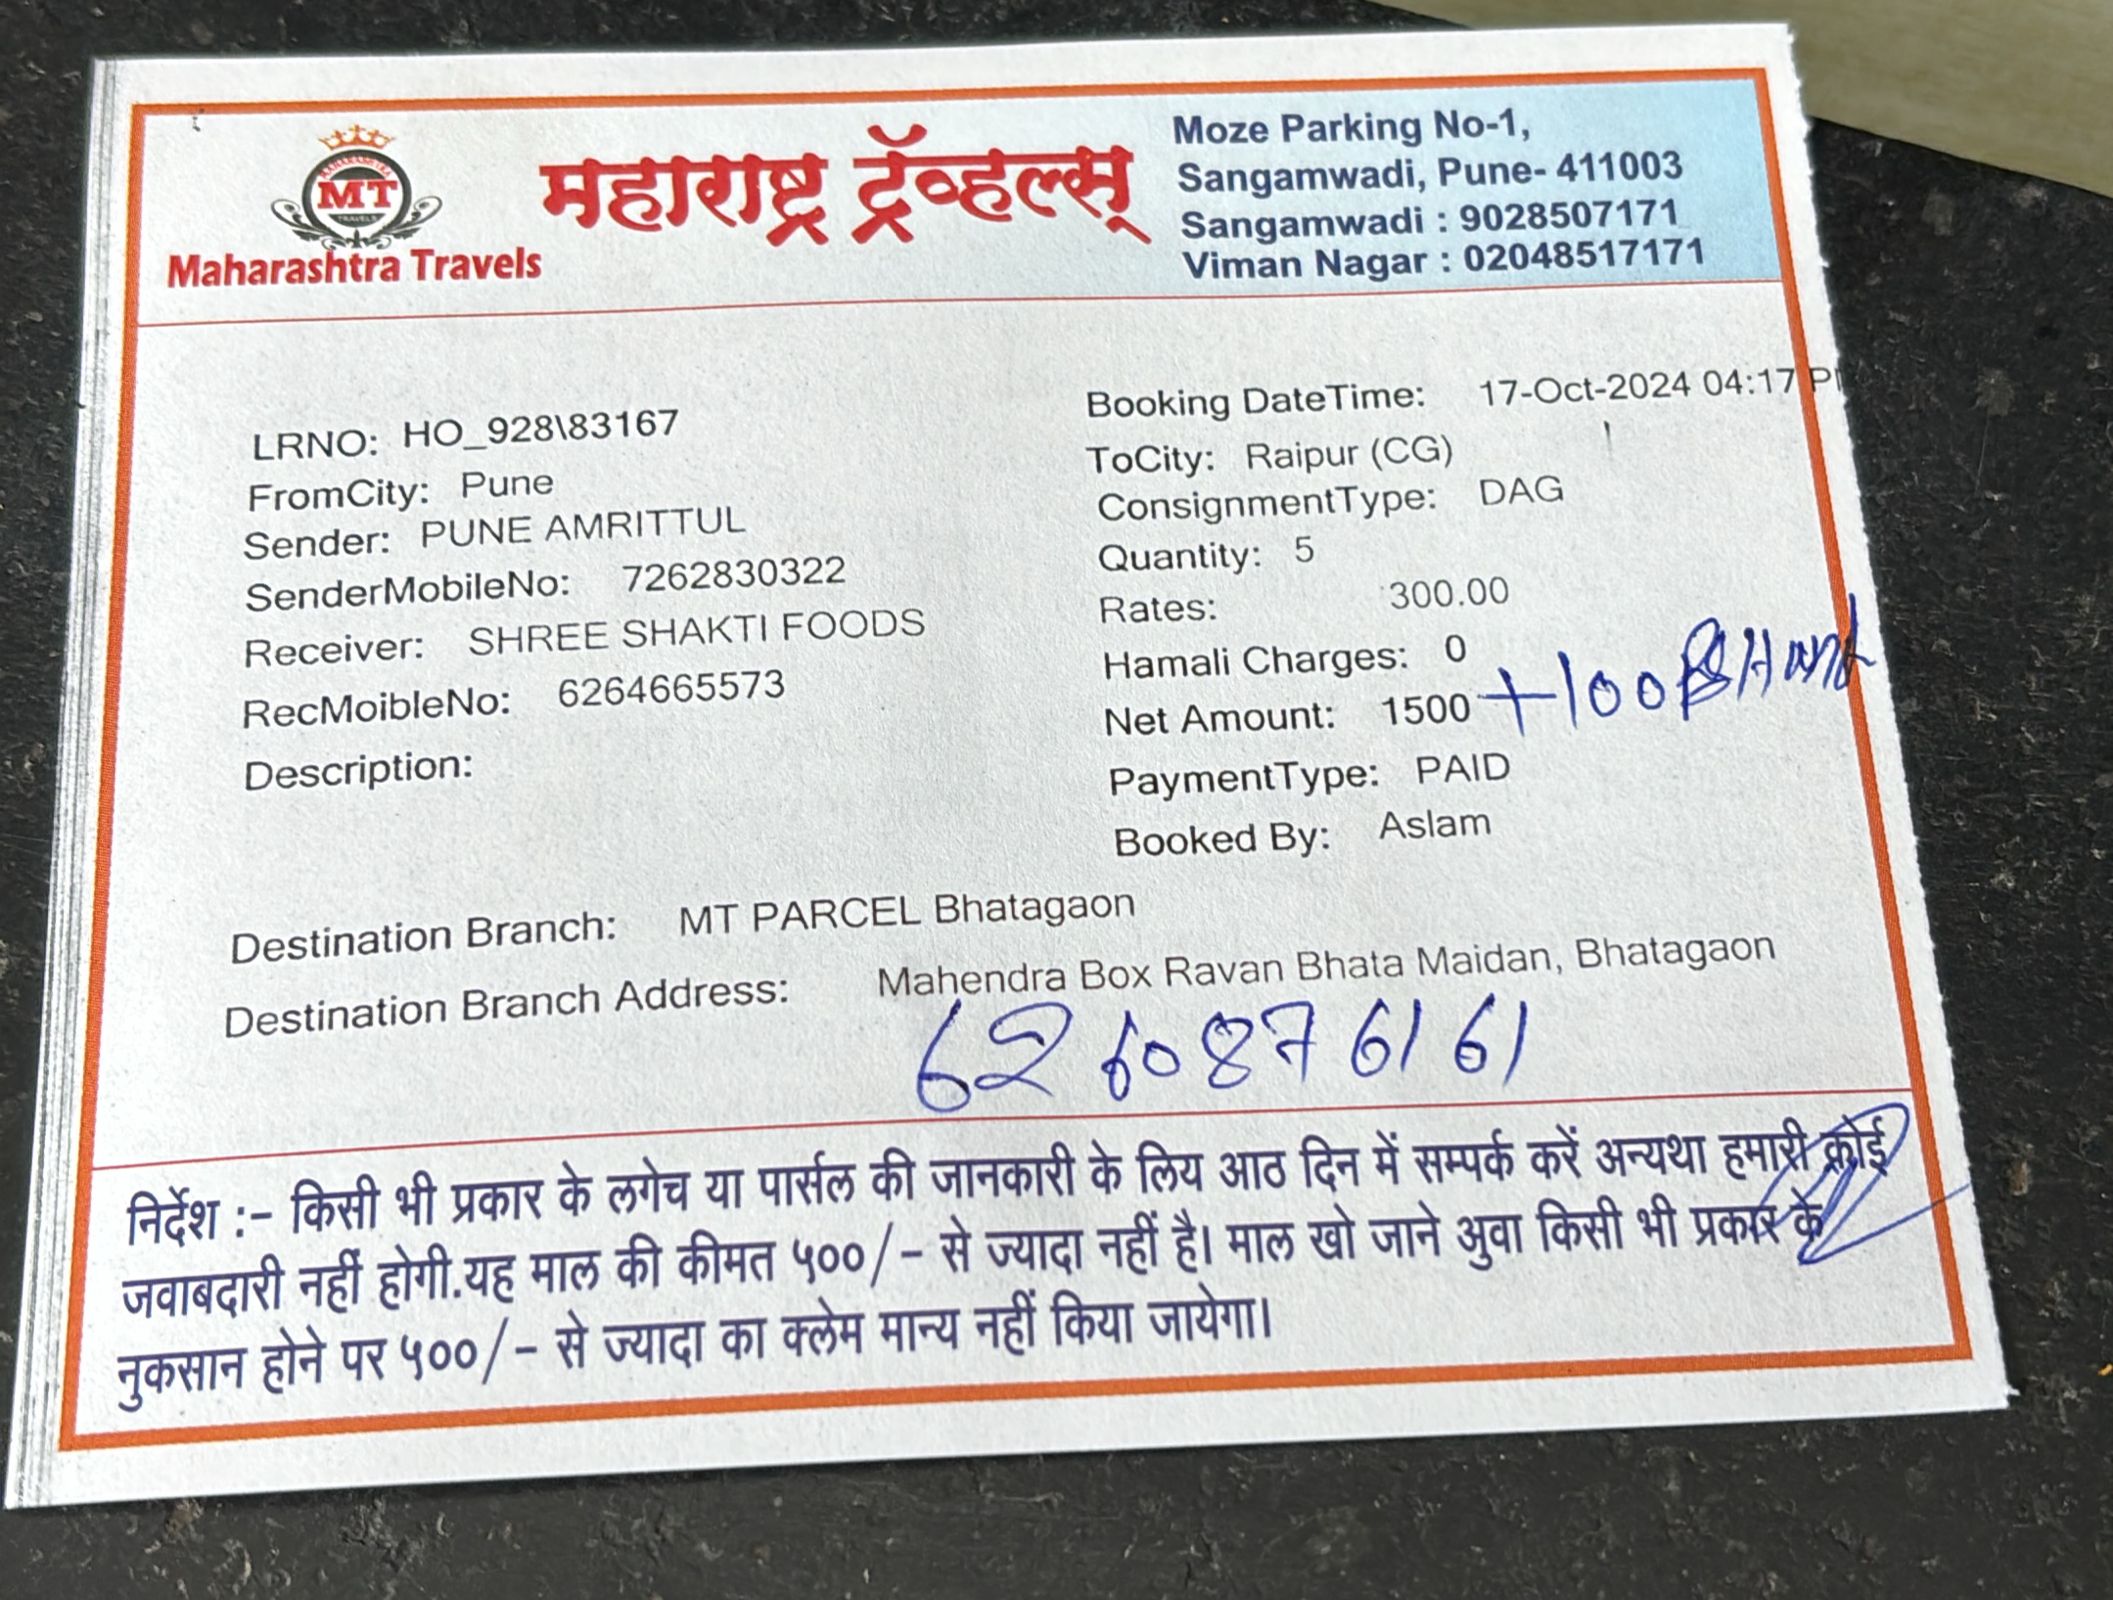 MAHARASHTRA
MT
TRAVELS
Maharashtra Travels
महाराष्ट्र ट्रॅव्हल्स्
Moze Parking No-1,
Sangamwadi, Pune- 411003
Sangamwadi : 9028507171
Viman Nagar : 02048517171
LRNO: HO_928\83167
FromCity: Pune
Sender: PUNE AMRITTUL
SenderMobileNo: 7262830322
Receiver: SHREE SHAKTI FOODS
RecMoibleNo: 6264665573
Description:
Booking DateTime: 17-Oct-2024 04:17
ToCity: Raipur (CG)
ConsignmentType: DAG
Quantity: 5
Rates: 300.00
Hamali Charges: 0
Net Amount: 1500 +100
PaymentType: PAID
Booked By: Aslam
Destination Branch: MT PARCEL Bhatagaon
Destination Branch Address: Mahendra Box Ravan Bhata Maidan, Bhatagaon
6260876161
निर्देश :- किसी भी प्रकार के लगेच या पार्सल की जानकारी के लिय आठ दिन में सम्पर्क करें अन्यथा हमारी कोई
जवाबदारी नहीं होगी.यह माल की कीमत ५००/- से ज्यादा नहीं है। माल खो जाने अुवा किसी भी प्रकार के
नुकसान होने पर ५००/- से ज्यादा का क्लेम मान्य नहीं किया जायेगा।